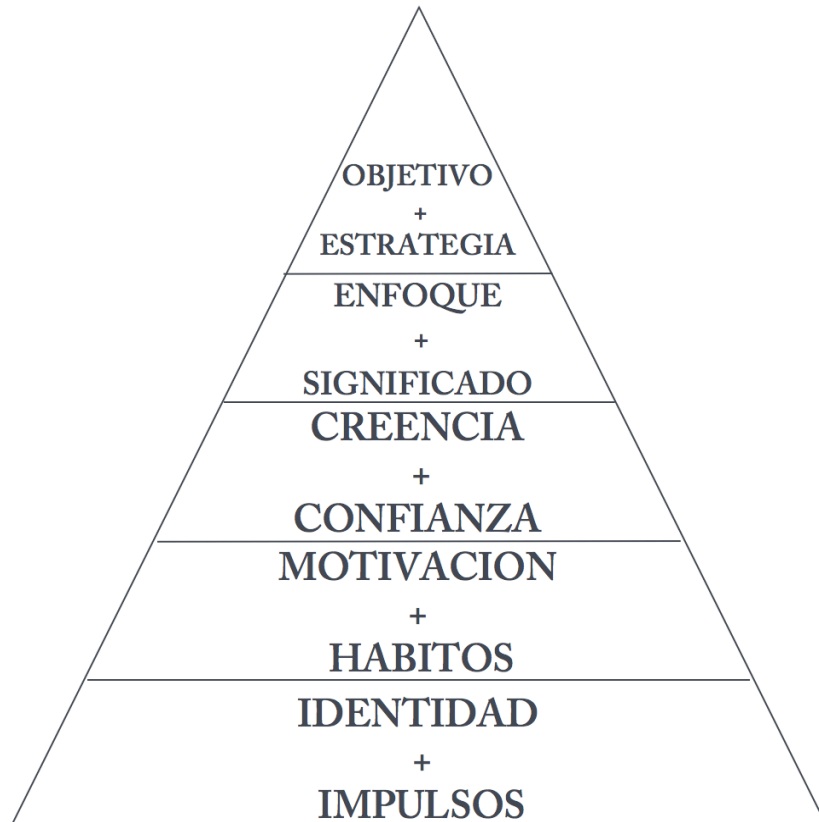 OBJETIVO
+
ESTRATEGIA
ENFOQUE
+
SIGNIFICADO
CREENCIA
+
CONFIANZA
MOTIVACION
+
HABITOS
IDENTIDAD
+
IMPULSOS